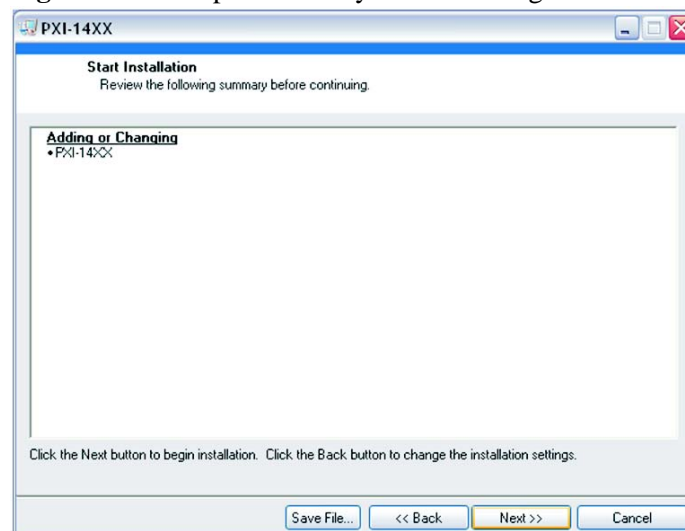 PXI-14XX
Start Installation
Review the following summary before continuing.
Adding or Changing
•PXI-14XX
Click the Next button to begin installation. Click the Back button to change the installation settings.
Save File...
<< Back
Next >>
Cancel